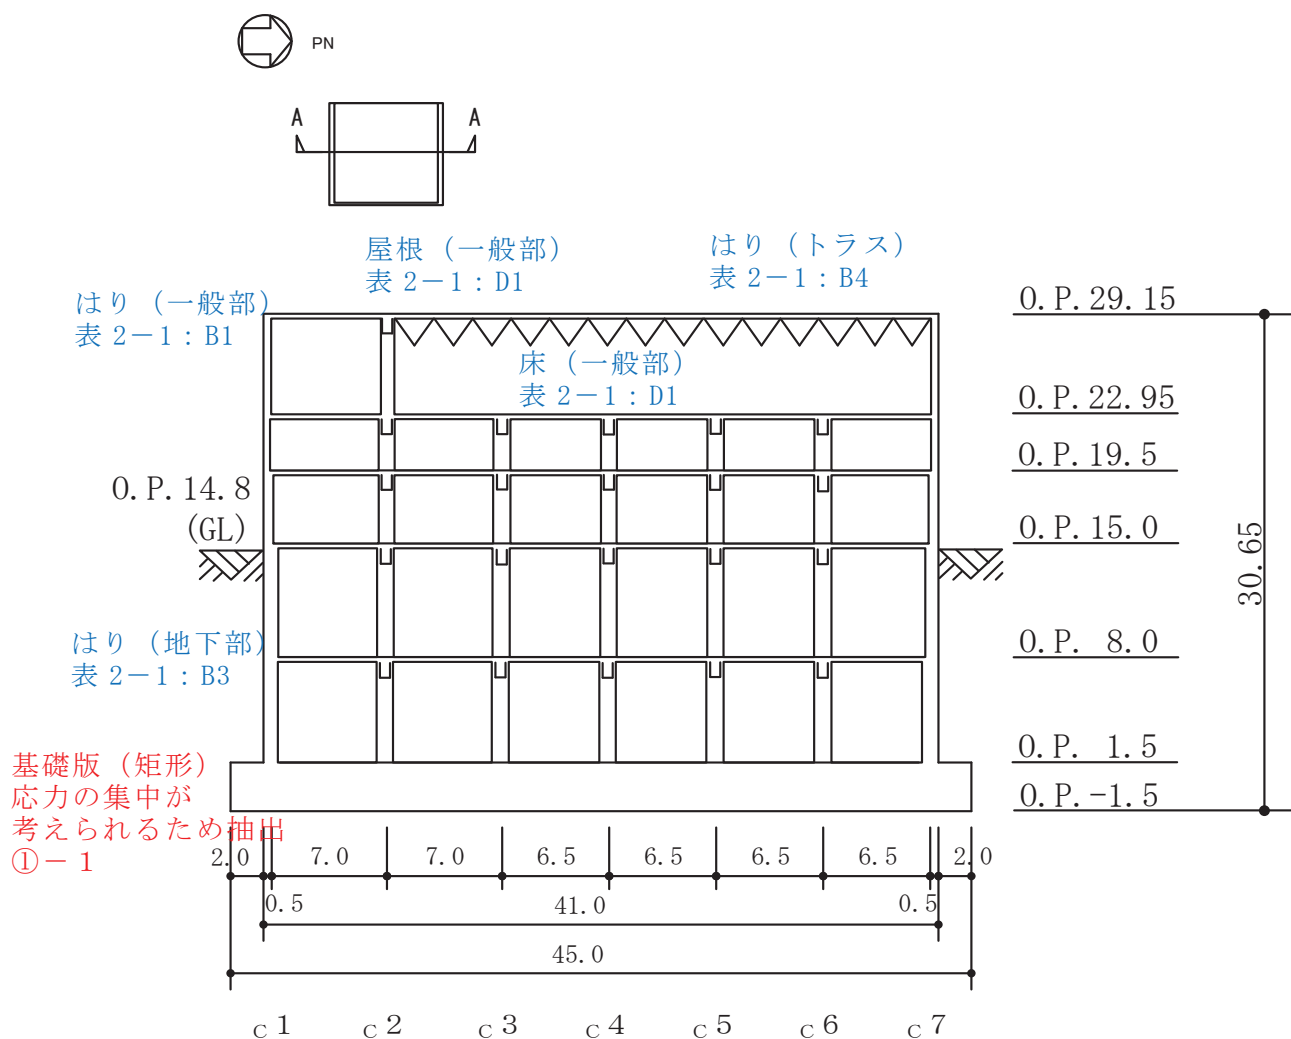 PN
A A
屋根（一般部）
表２－１：D1
はり（トラス）
表２－１：B4
はり（一般部）
表２－１：B1
床（一般部）
表２－１：D1
O.P.29.15
O.P.22.95
O.P.19.5
O.P.15.0
O.P. 8.0
O.P. 1.5
O.P.-1.5
30.65
O.P.14.8
(GL)
はり（地下部）
表２－１：B3
基礎版（矩形）
応力の集中が
考えられるため抽出
①－１
2.0 7.0 7.0 6.5 6.5 6.5 6.5 2.0
0.5 41.0 0.5
45.0
C1 C2 C3 C4 C5 C6 C7